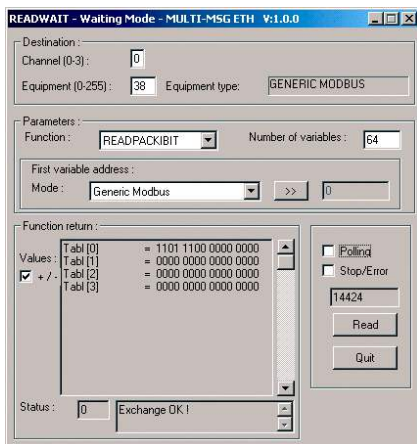 READWAIT - Waiting Mode - MULTI-MSG ETH V:1.0.0
Destination :
Channel (0-3) : 0
Equipment (0-255) : 38 Equipment type: GENERIC MODBUS
Parameters :
Function : READPACKIBIT Number of variables : 64
First variable address :
Mode : Generic Modbus >> 0
Function return :
Values : + / -
Tabl [0] = 1101 1100 0000 0000
Tabl [1] = 0000 0000 0000 0000
Tabl [2] = 0000 0000 0000 0000
Tabl [3] = 0000 0000 0000 0000
Status : 0 Exchange OK !
Polling
Stop/Error
14424
Read
Quit